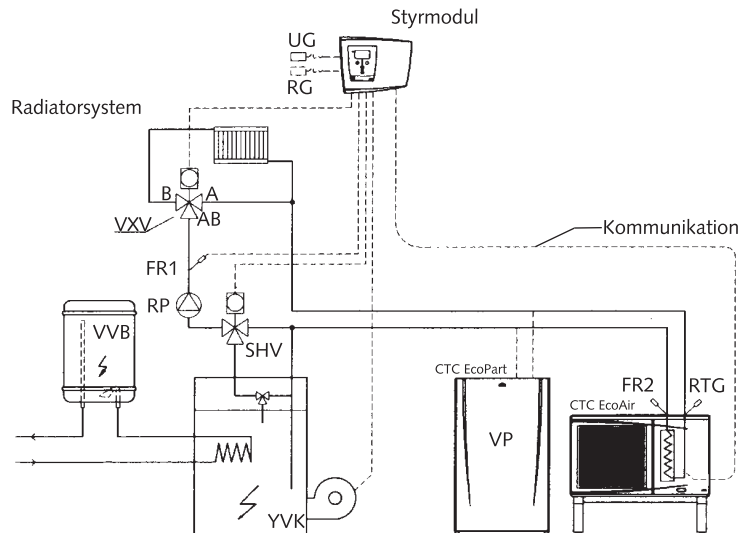 Styrmodul
UG
RG
Radiatorsystem
B
A
AB
VXV
Kommunikation
FR1
RP
VVB
SHV
CTC EcoPart
FR2
RTG
CTC EcoAir
VP
YVK